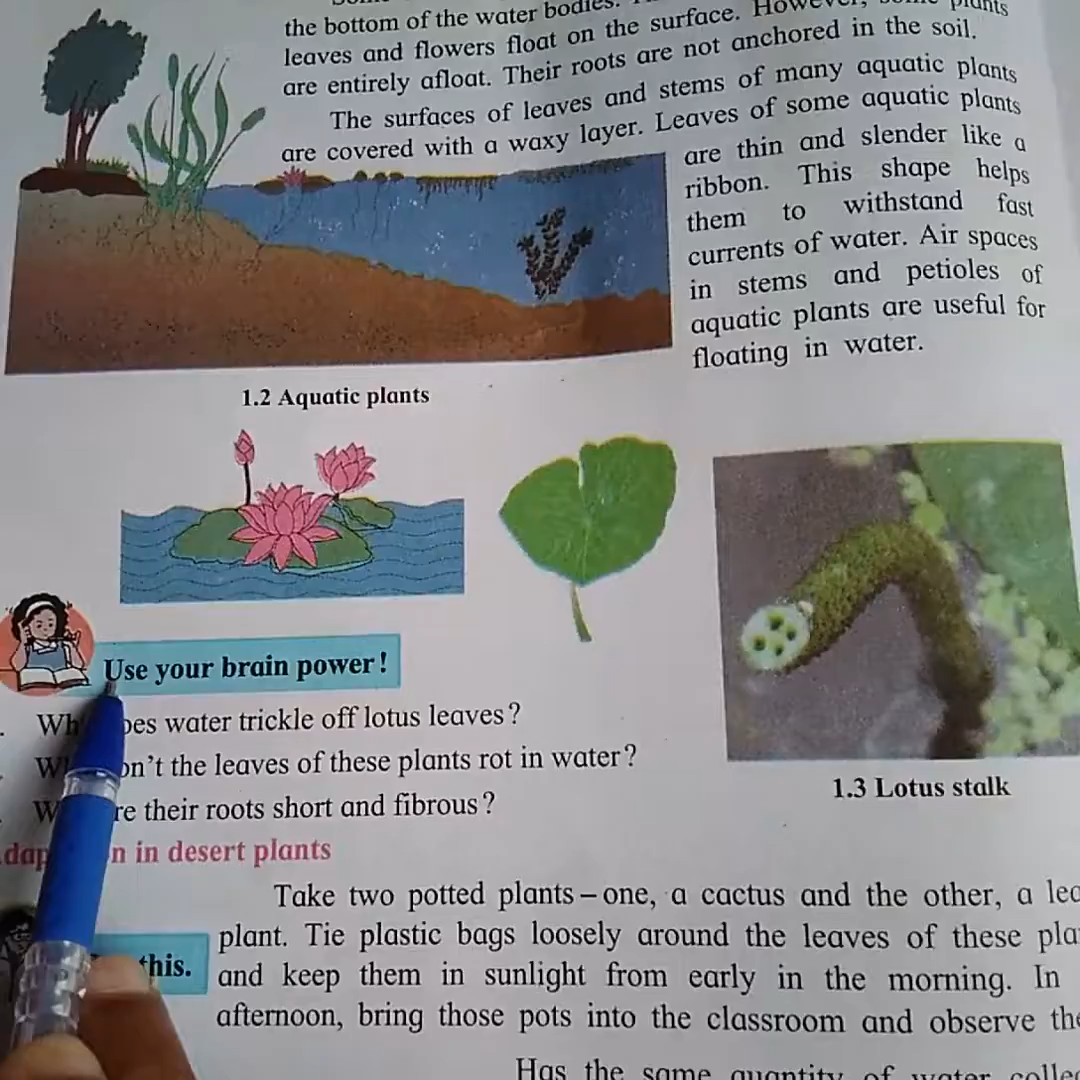 the bottom of the water bodies.
leaves and flowers float on the surface. However, some plants
are entirely afloat. Their roots are not anchored in the soil.
The surfaces of leaves and stems of many aquatic plants
are covered with a waxy layer. Leaves of some aquatic plants
are thin and slender like a
ribbon. This shape helps
them to withstand fast
currents of water. Air spaces
in stems and petioles of
aquatic plants are useful for
floating in water.
1.2 Aquatic plants
Use your brain power!
water trickle off lotus leaves?
the leaves of these plants rot in water?
their roots short and fibrous?
1.3 Lotus stalk
in desert plants
Take two potted plants – one, a cactus and the other, a
plant. Tie plastic bags loosely around the leaves of these
this.
and keep them in sunlight from early in the morning. In
afternoon, bring those pots into the classroom and observe
Has the same quantity of water